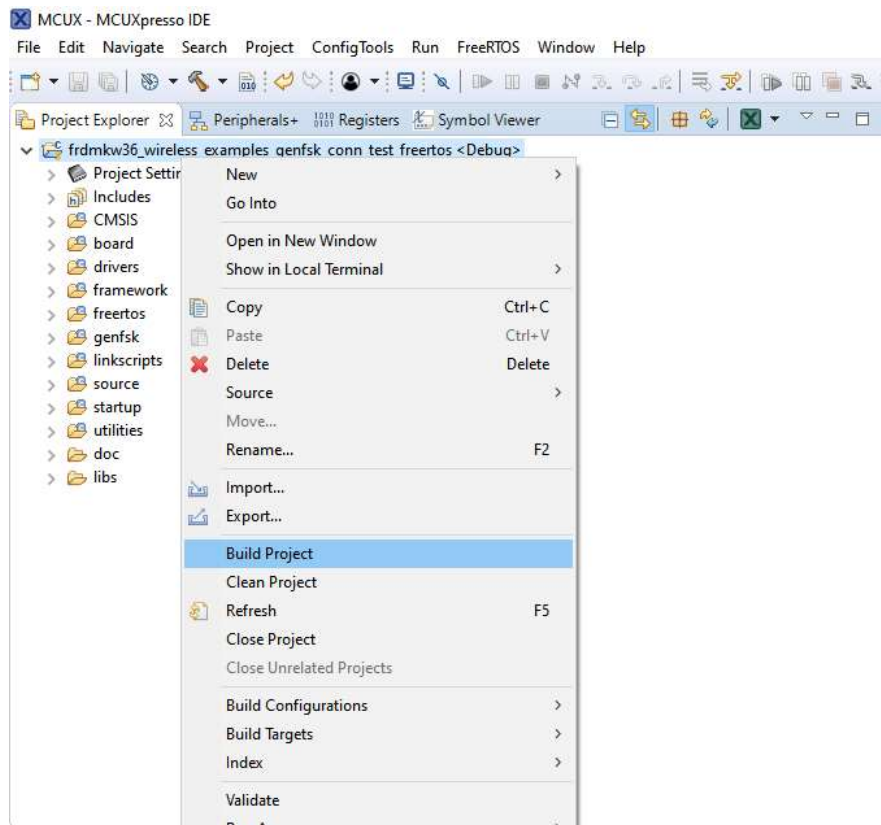 MCUX - MCUXpresso IDE
File Edit Navigate Search Project ConfigTools Run FreeRTOS Window Help
Project Explorer Peripherals+ Registers Symbol Viewer
frdmkw36_wireless_examples_genfsk_conn_test_freertos <Debug>
Project Settin
Includes
CMSIS
board
drivers
framework
freertos
genfsk
linkscripts
source
startup
utilities
doc
libs
New
Go Into
Open in New Window
Show in Local Terminal
Copy Ctrl+C
Paste Ctrl+V
Delete Delete
Source
Move...
Rename... F2
Import...
Export...
Build Project
Clean Project
Refresh F5
Close Project
Close Unrelated Projects
Build Configurations
Build Targets
Index
Validate